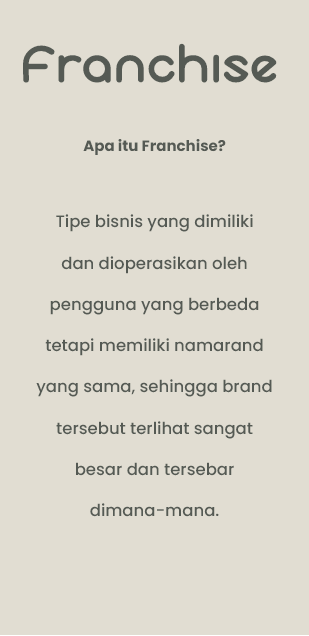 Franchise
Apa itu Franchise?
Tipe bisnis yang dimiliki
dan dioperasikan oleh
pengguna yang berbeda
tetapi memiliki namarand
yang sama, sehingga brand
tersebut terlihat sangat
besar dan tersebar
dimana-mana.